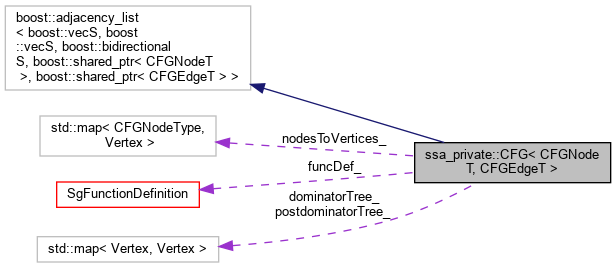 boost::adjacency_list
< boost::vecS, boost
::vecS, boost::bidirectional
S, boost::shared_ptr< CFGNodeT
>, boost::shared_ptr< CFGEdgeT > >
std::map< CFGNodeType,
Vertex >
nodesToVertices_
ssa_private::CFG< CFGNode
T, CFGEdgeT >
funcDef_
SgFunctionDefinition
dominatorTree_
postdominatorTree_
std::map< Vertex, Vertex >